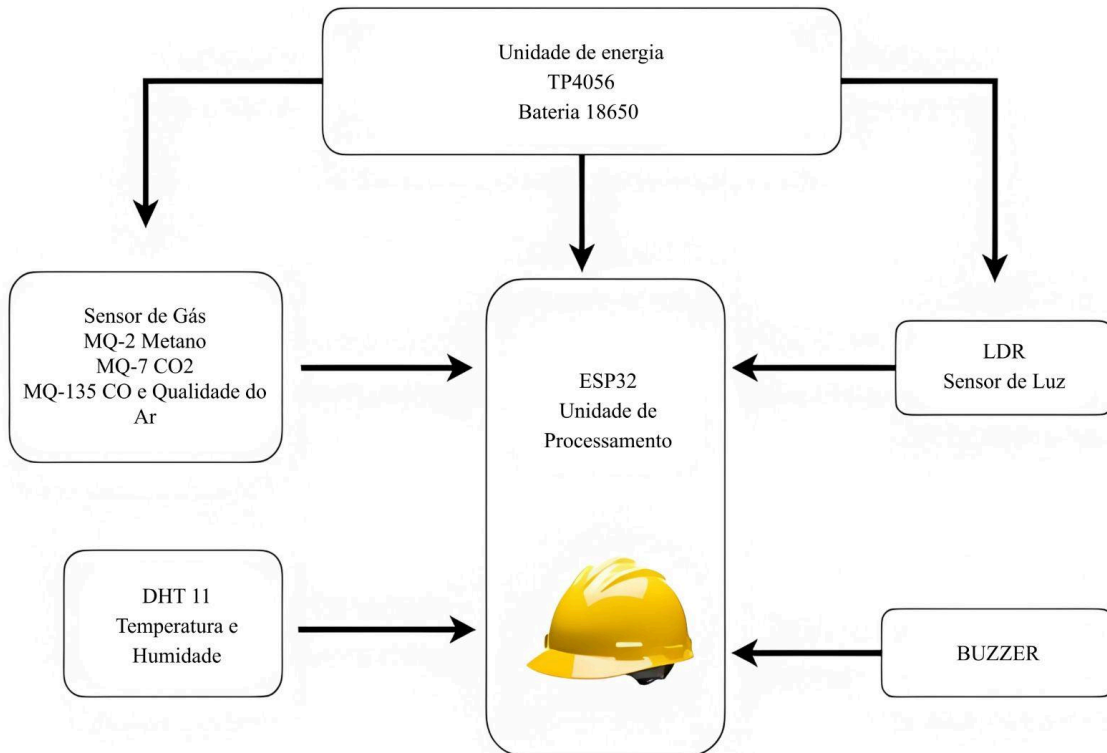 Unidade de energia
TP4056
Bateria 18650
Sensor de Gás
MQ-2 Metano
MQ-7 CO2
MQ-135 CO e Qualidade do
Ar
ESP32
Unidade de
Processamento
LDR
Sensor de Luz
DHT 11
Temperatura e
Humidade
BUZZER